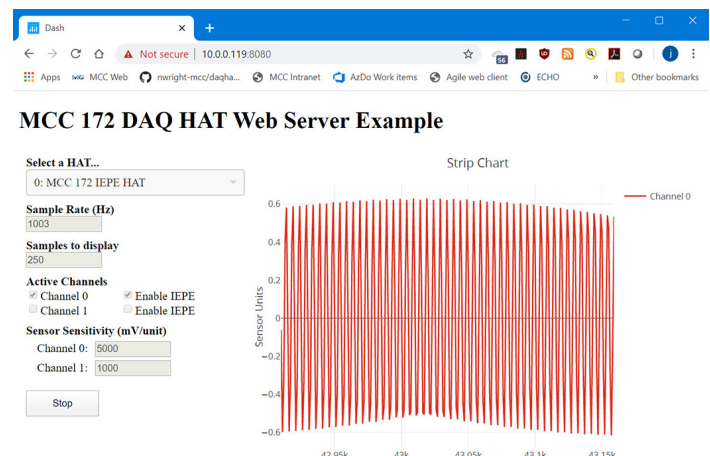 Dash
Not secure | 10.0.0.119:8080
56
j
Apps MCC Web nwright-mcc/daqha... MCC Intranet AzDo Work items Agile web client ECHO » Other bookmarks
MCC 172 DAQ HAT Web Server Example
Select a HAT...
0: MCC 172 IEPE HAT
Sample Rate (Hz)
1003
Samples to display
250
Active Channels
Channel 0 Enable IEPE
Channel 1 Enable IEPE
Sensor Sensitivity (mV/unit)
Channel 0: 5000
Channel 1: 1000
Stop
Strip Chart
Channel 0
Sensor Units
0.6
0.4
0.2
0
−0.2
−0.4
−0.6
42.95k 43k 43.05k 43.1k 43.15k